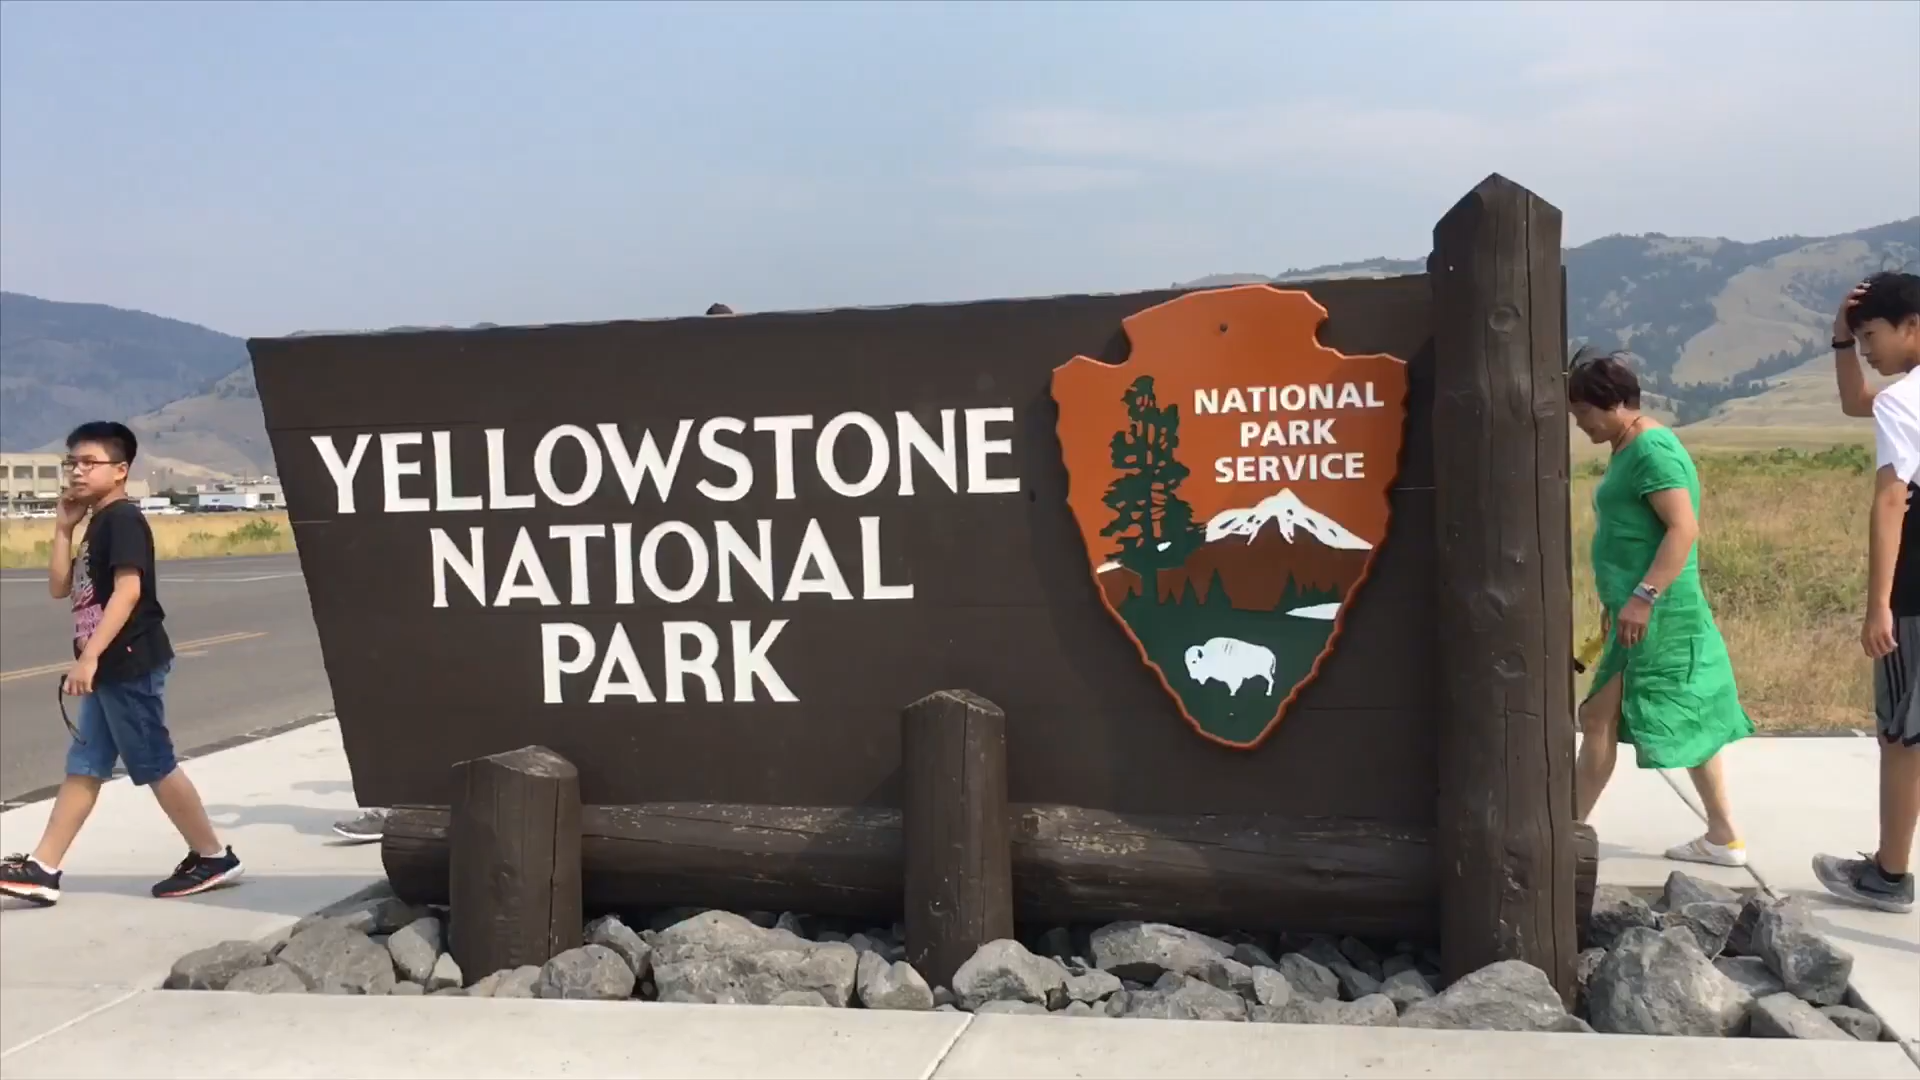 YELLOWSTONE
NATIONAL
PARK
NATIONAL
PARK
SERVICE